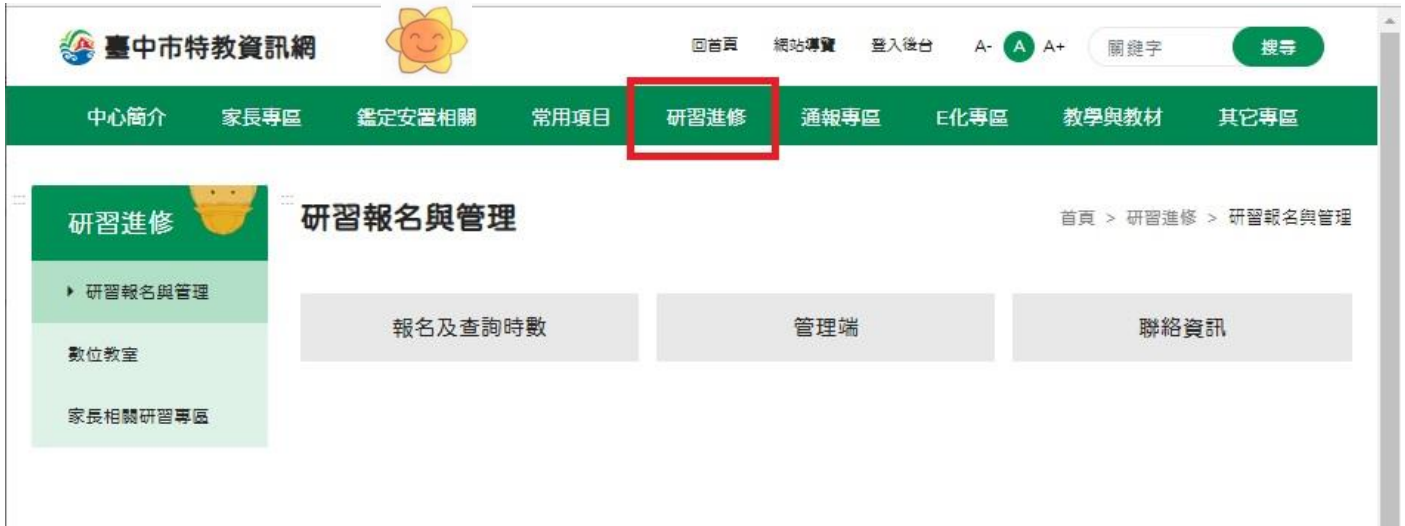 臺中市特教資訊網
回首頁 網站導覽 登入後台 A- A A+ 關鍵字 搜尋
中心簡介 家長專區 鑑定安置相關 常用項目 研習進修 通報專區 E化專區 教學與教材 其它專區
研習進修
研習報名與管理
首頁 > 研習進修 > 研習報名與管理
研習報名與管理
數位教室
家長相關研習專區
報名及查詢時數 管理端 聯絡資訊